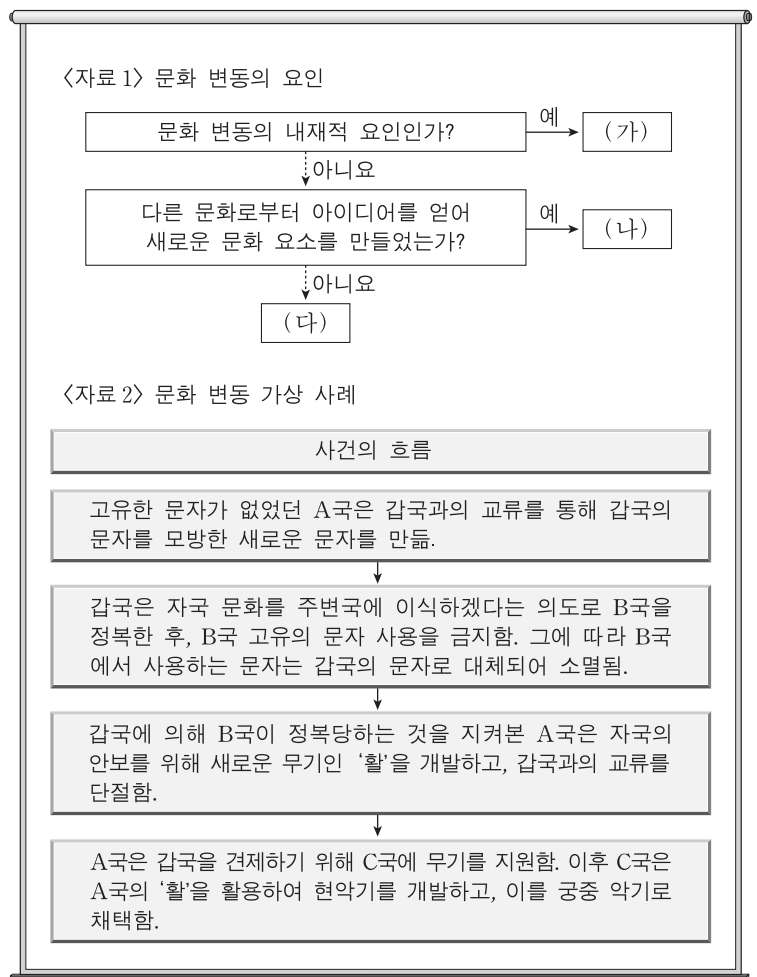 〈자료 1〉 문화 변동의 요인
문화 변동의 내재적 요인인가?
예
(가)
아니요
다른 문화로부터 아이디어를 얻어
새로운 문화 요소를 만들었는가?
예
(나)
아니요
(다)
〈자료 2〉 문화 변동 가상 사례
사건의 흐름
고유한 문자가 없었던 A국은 갑국과의 교류를 통해 갑국의
문자를 모방한 새로운 문자를 만듦.
갑국은 자국 문화를 주변국에 이식하겠다는 의도로 B국을
정복한 후, B국 고유의 문자 사용을 금지함. 그에 따라 B국
에서 사용하는 문자는 갑국의 문자로 대체되어 소멸됨.
갑국에 의해 B국이 정복당하는 것을 지켜본 A국은 자국의
안보를 위해 새로운 무기인 ‘활’을 개발하고, 갑국과의 교류를
단절함.
A국은 갑국을 견제하기 위해 C국에 무기를 지원함. 이후 C국은
A국의 ‘활’을 활용하여 현악기를 개발하고, 이를 궁중 악기로
채택함.